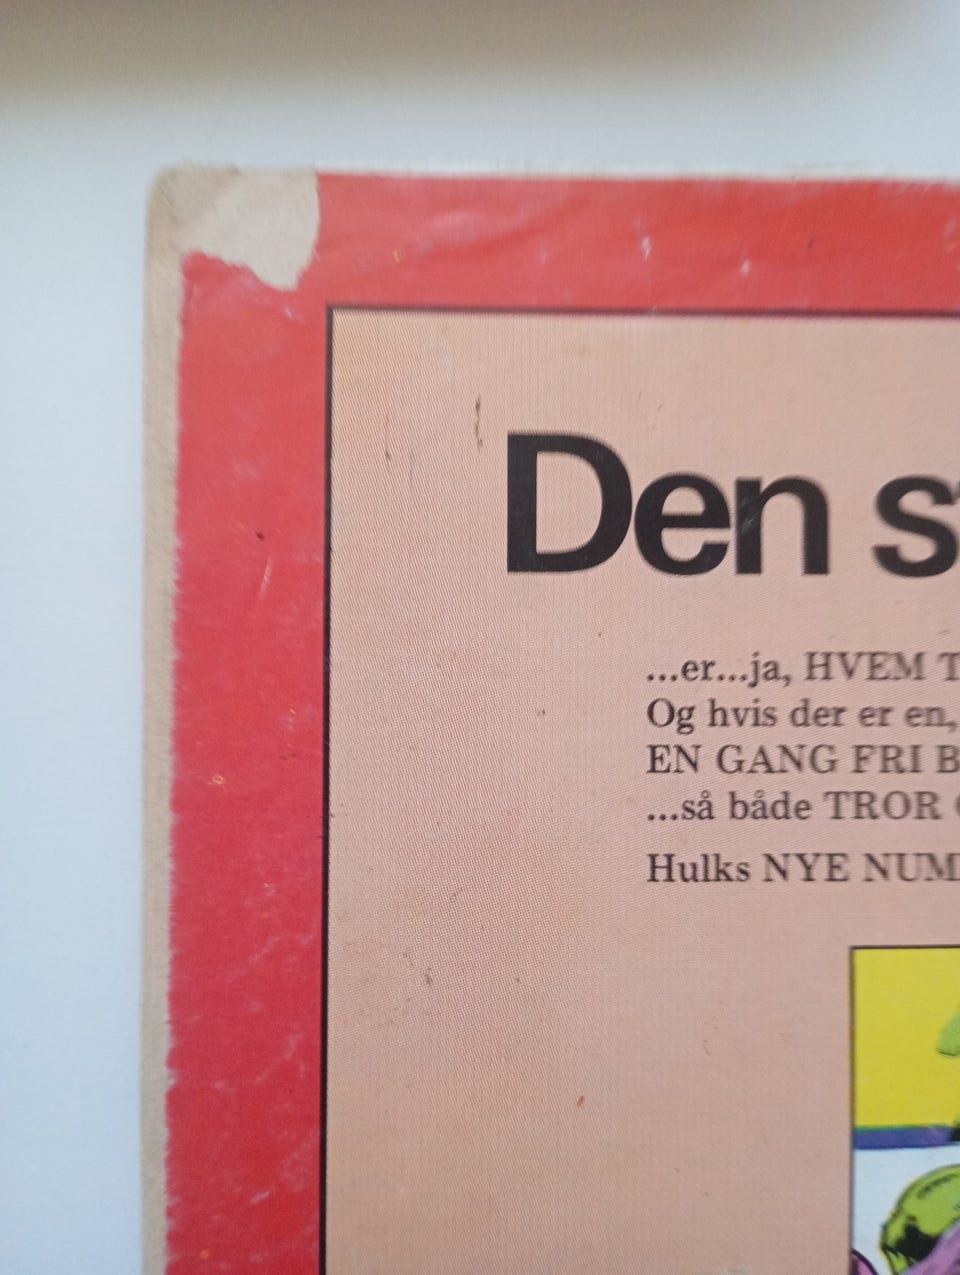 Den st
...er...ja, HVEM T
Og hvis der er en,
EN GANG FRI B
...så både TROR
Hulks NYE NUM